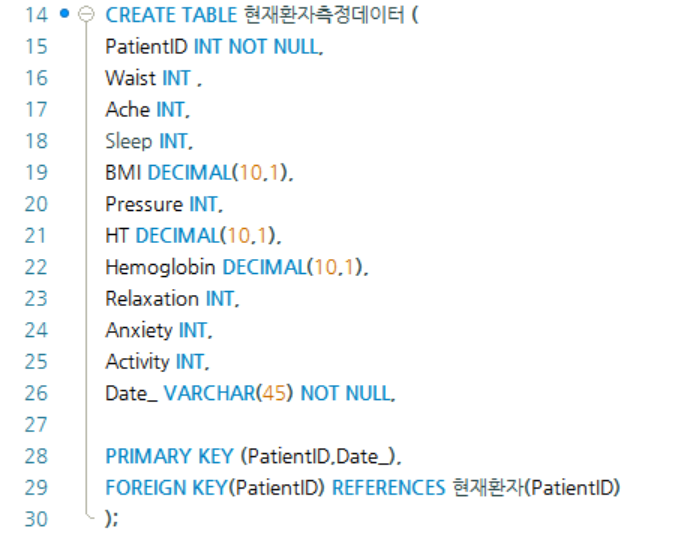 14 CREATE TABLE 현재환자측정데이터 (
15 PatientID INT NOT NULL,
16 Waist INT ,
17 Ache INT,
18 Sleep INT,
19 BMI DECIMAL(10,1),
20 Pressure INT,
21 HT DECIMAL(10,1),
22 Hemoglobin DECIMAL(10,1),
23 Relaxation INT,
24 Anxiety INT,
25 Activity INT,
26 Date_ VARCHAR(45) NOT NULL,
27
28 PRIMARY KEY (PatientID,Date_),
29 FOREIGN KEY(PatientID) REFERENCES 현재환자(PatientID)
30 );